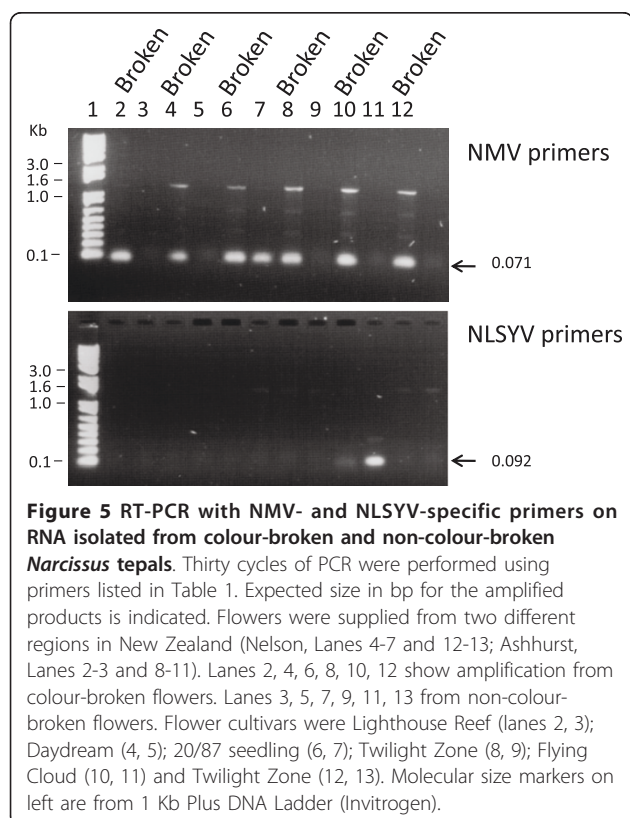 Broken Broken Broken Broken Broken Broken
1 2 3 4 5 6 7 8 9 10 11 12
Kb
NMV primers
3.0
1.6
1.0
0.1
0.071
NLSYV primers
3.0
1.6
1.0
0.1
0.092
Figure 5 RT-PCR with NMV- and NLSYV-specific primers on
RNA isolated from colour-broken and non-colour-broken
Narcissus tepals. Thirty cycles of PCR were performed using
primers listed in Table 1. Expected size in bp for the amplified
products is indicated. Flowers were supplied from two different
regions in New Zealand (Nelson, Lanes 4-7 and 12-13; Ashhurst,
Lanes 2-3 and 8-11). Lanes 2, 4, 6, 8, 10, 12 show amplification from
colour-broken flowers. Lanes 3, 5, 7, 9, 11, 13 from non-colour-
broken flowers. Flower cultivars were Lighthouse Reef (lanes 2, 3);
Daydream (4, 5); 20/87 seedling (6, 7); Twilight Zone (8, 9); Flying
Cloud (10, 11) and Twilight Zone (12, 13). Molecular size markers on
left are from 1 Kb Plus DNA Ladder (Invitrogen).